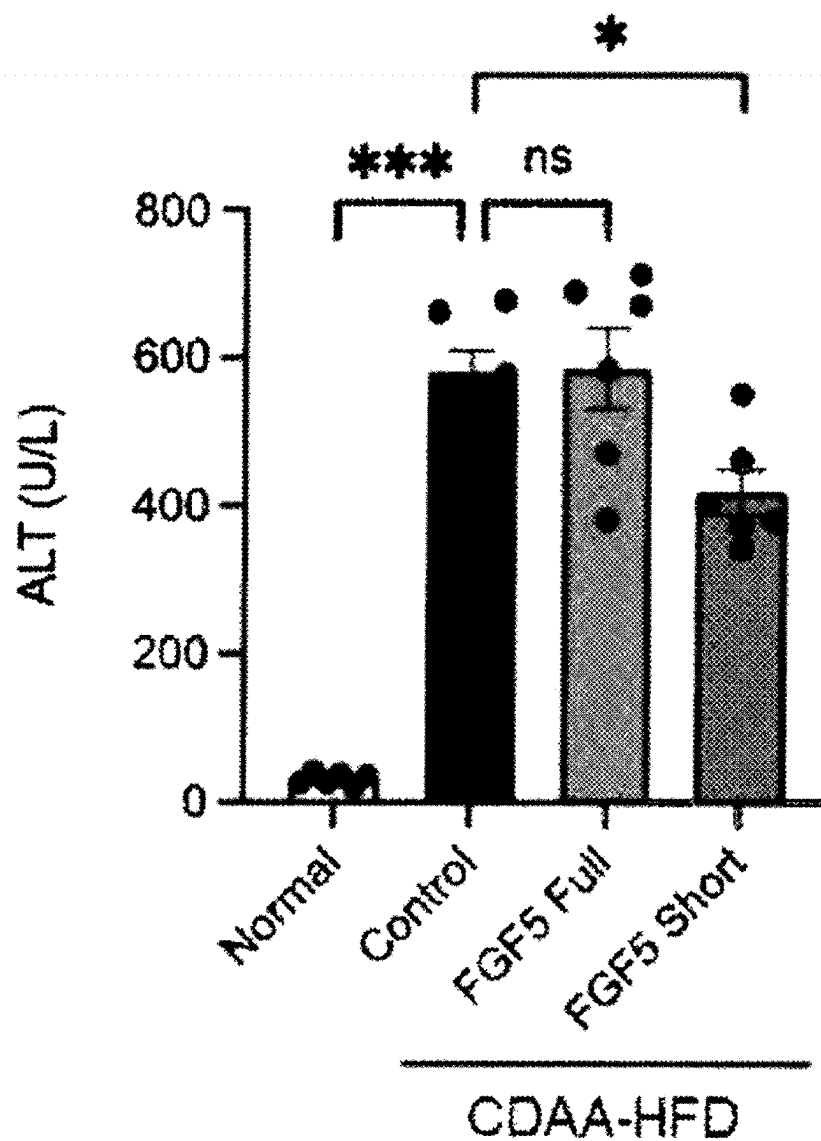 *
*** ns
800
600
400
200
0
ALT (U/L)
Normal
Control
FGF5 Full
FGF5 Short
CDAA-HFD